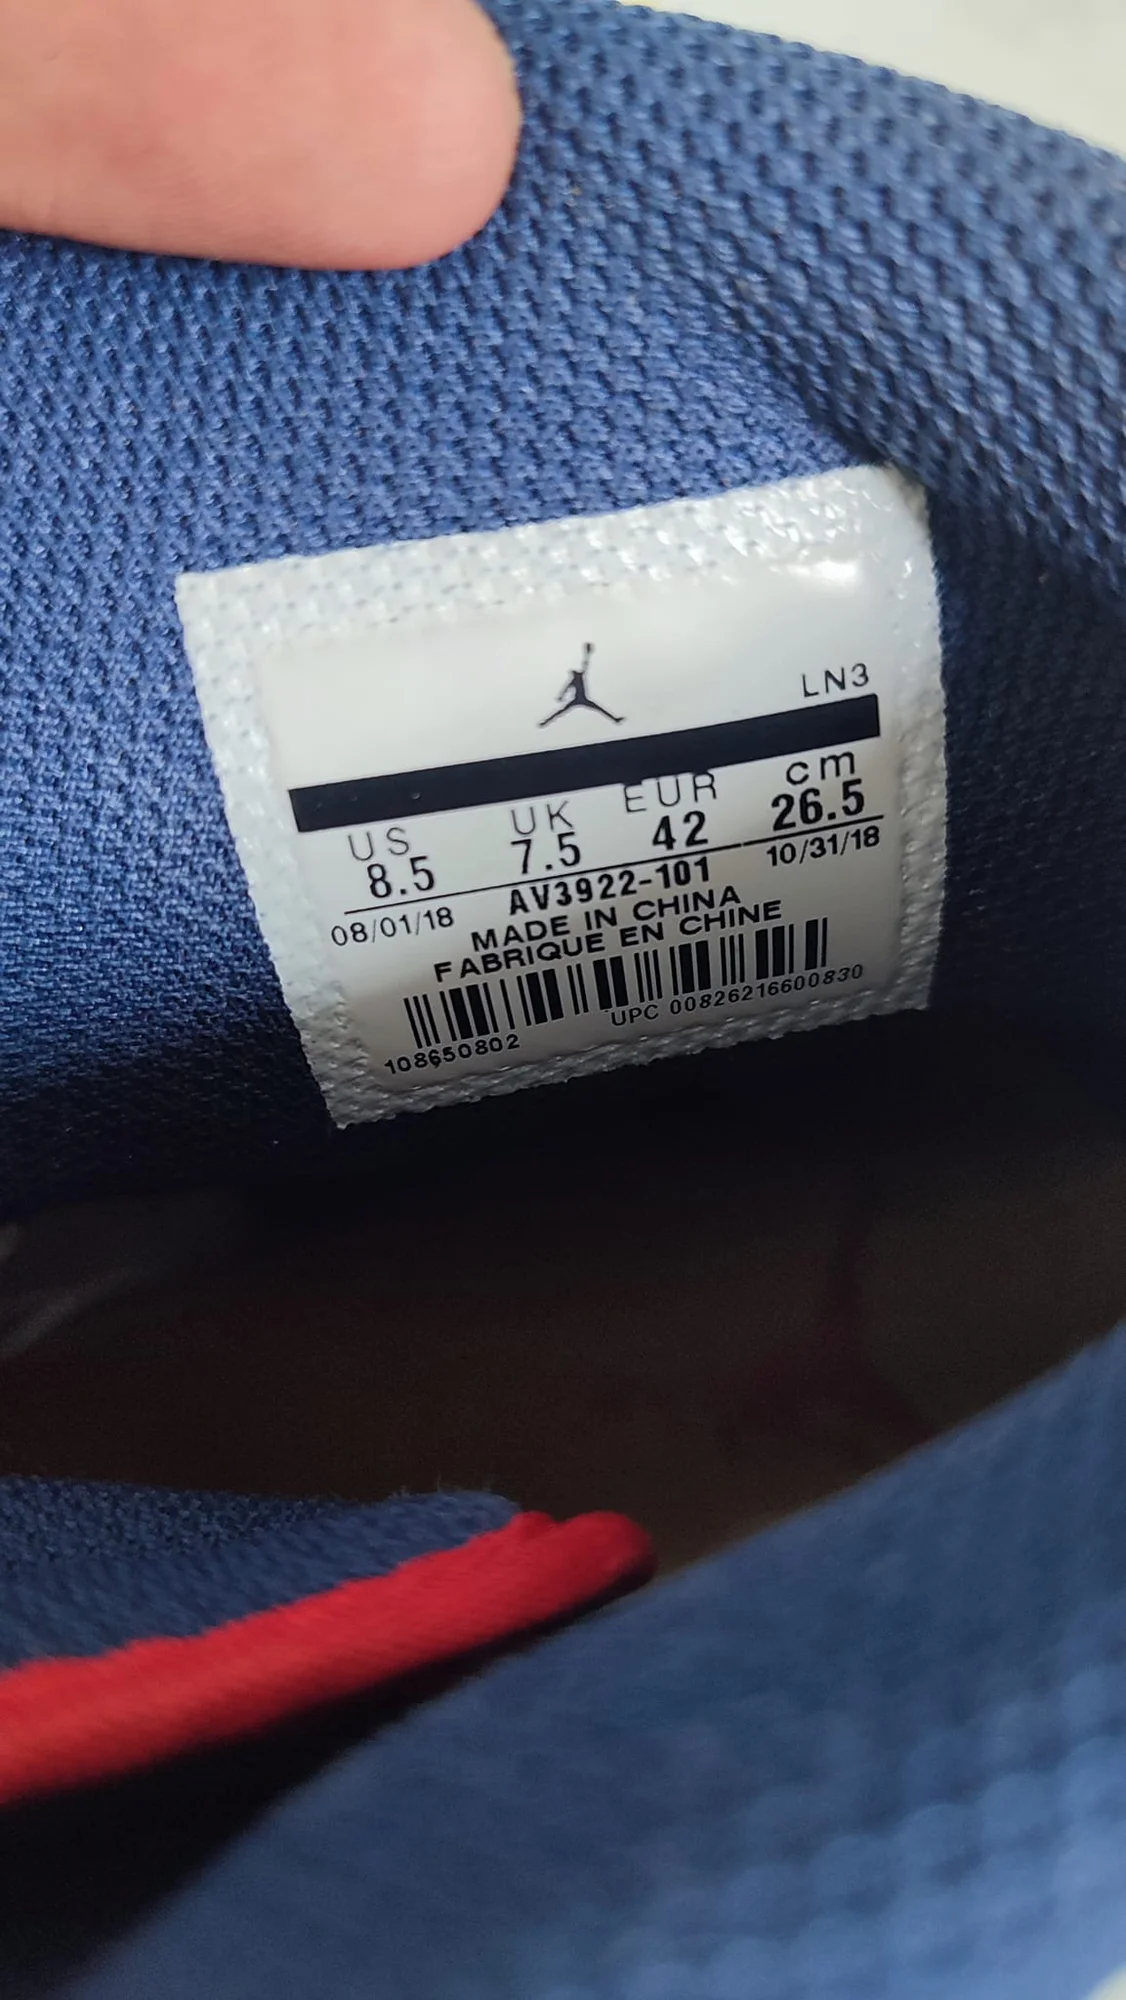 LN3
US UK EUR cm
8.5 7.5 42 26.5
08/01/18 AV3922-101 10/31/18
MADE IN CHINA
FABRIQUE EN CHINE
108650802 UPC 00826216600830